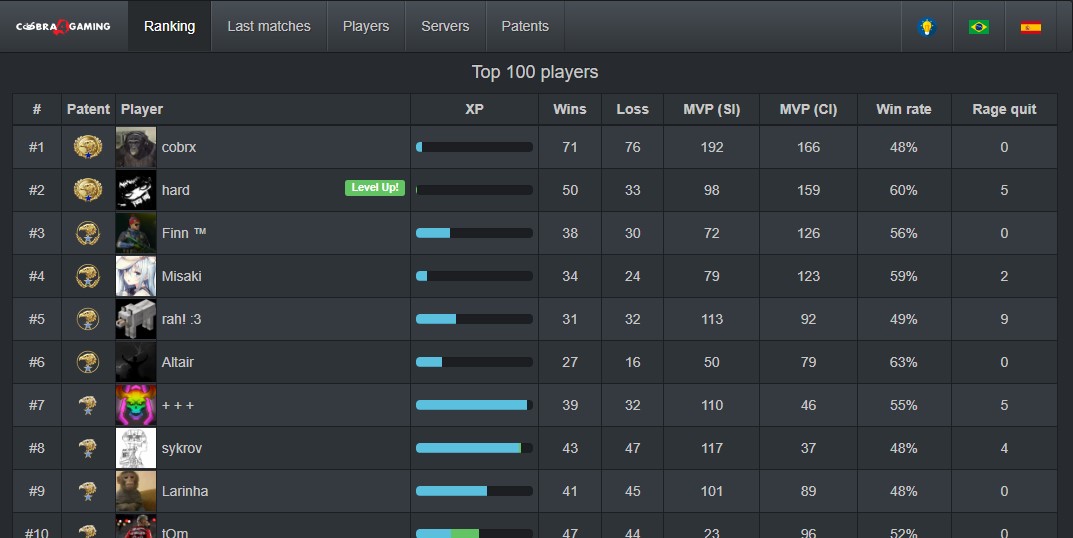 COBRA GAMING Ranking Last matches Players Servers Patents
Top 100 players
# Patent Player XP Wins Loss MVP (SI) MVP (CI) Win rate Rage quit
#1 cobrx 71 76 192 166 48% 0
#2 hard Level Up! 50 33 98 159 60% 5
#3 Finn ™ 38 30 72 126 56% 0
#4 Misaki 34 24 79 123 59% 2
#5 rah! :3 31 32 113 92 49% 9
#6 Altair 27 16 50 79 63% 0
#7 + + + 39 32 110 46 55% 5
#8 sykrov 43 47 117 37 48% 4
#9 Larinha 41 45 101 89 48% 0
#10 tOm 47 44 23 96 52% 0